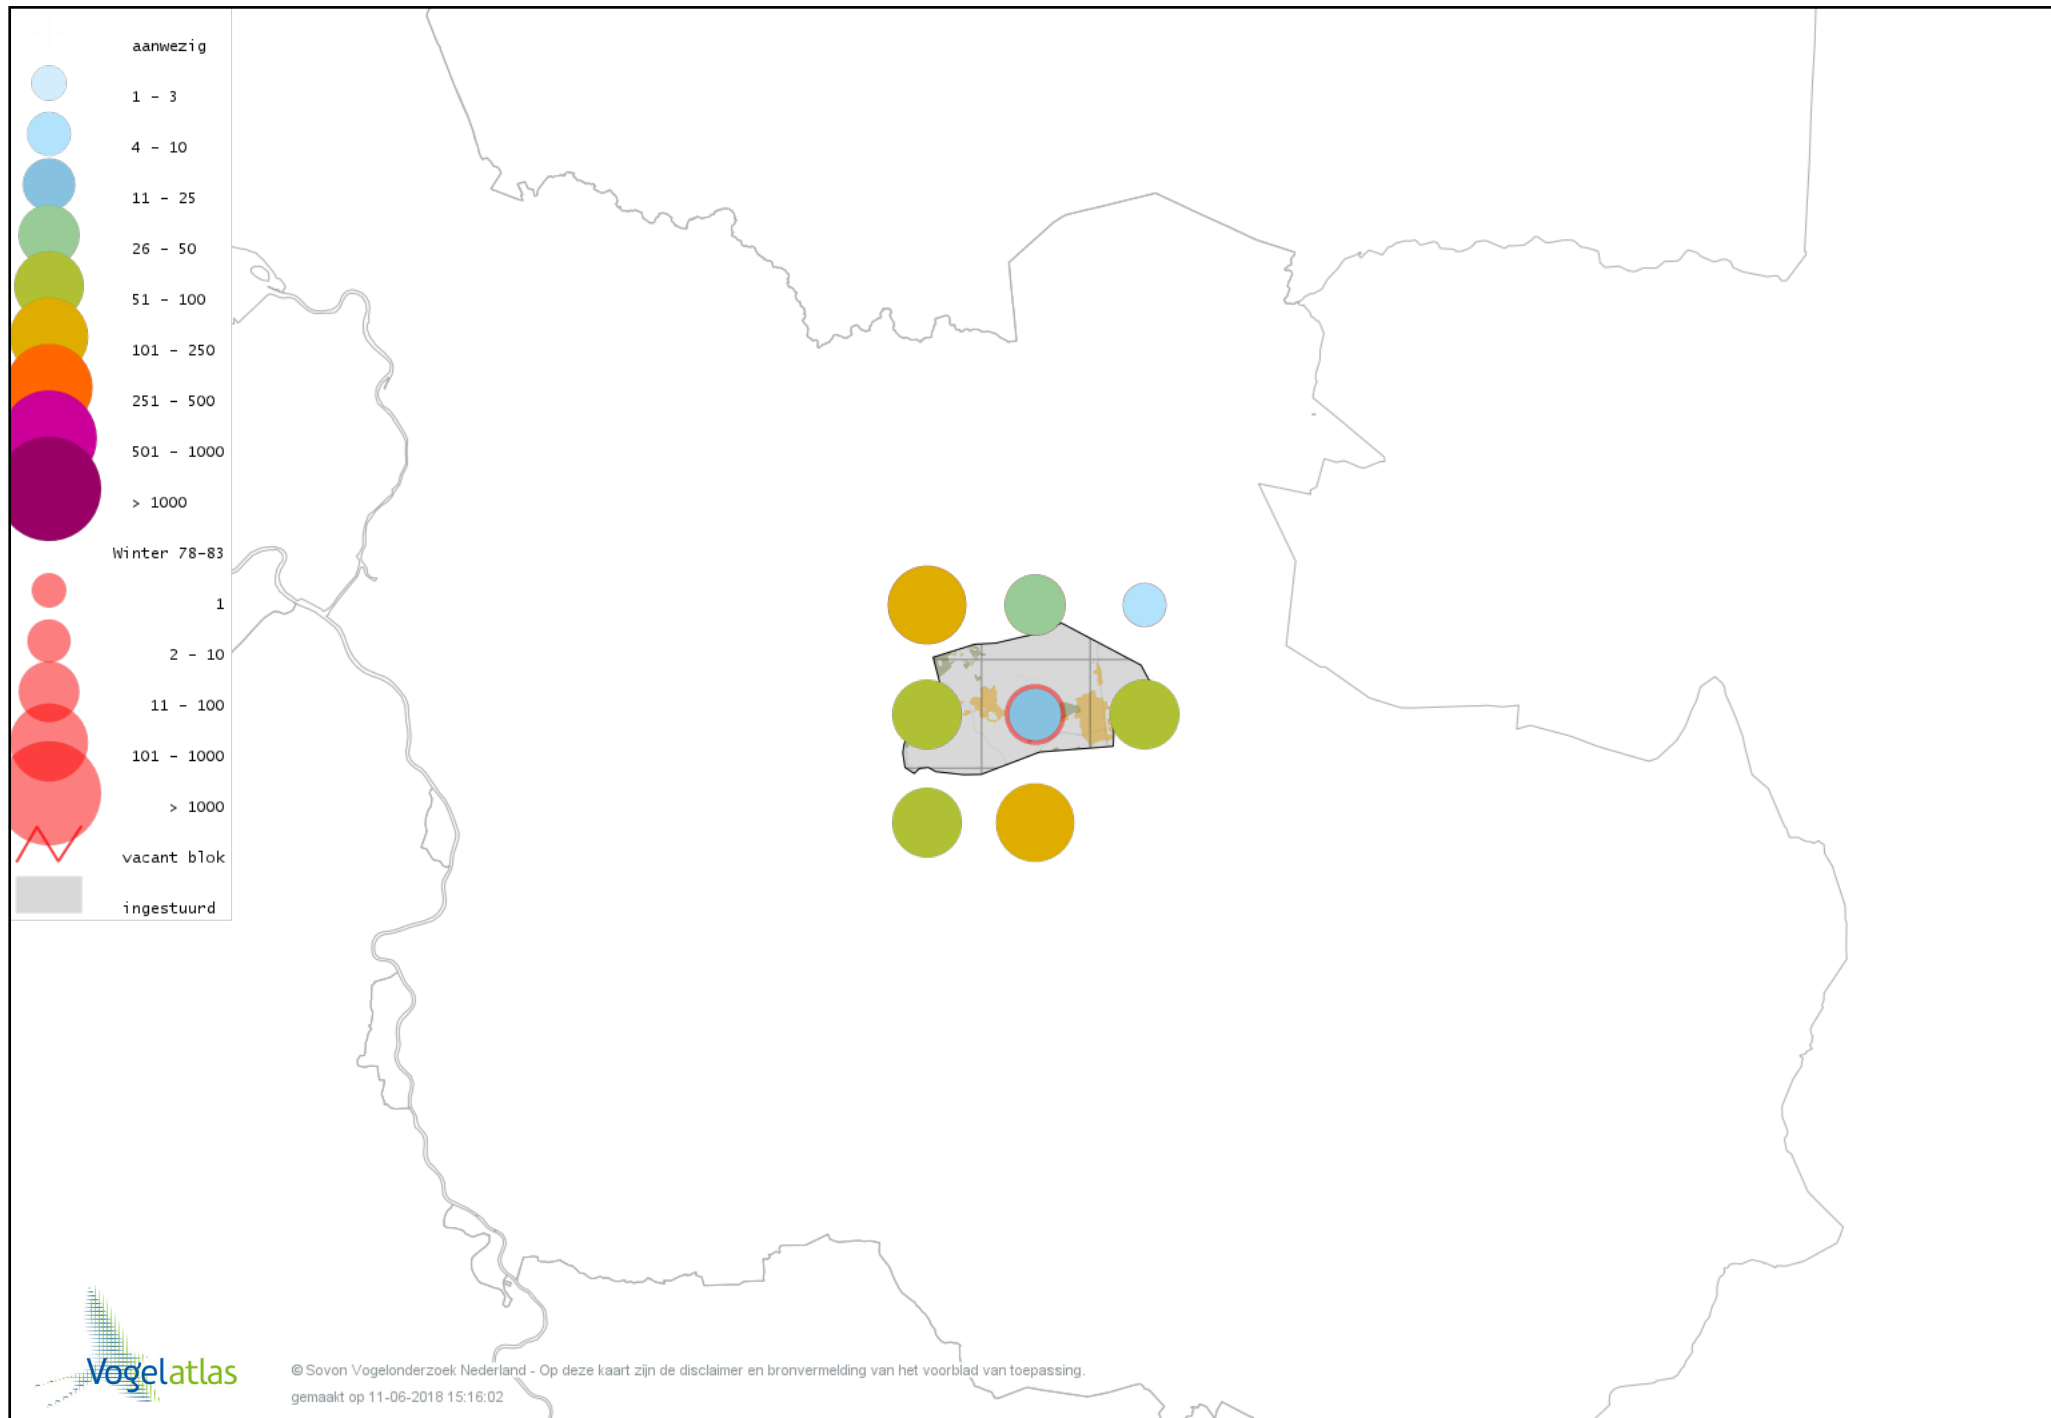 aanwezig
1 - 3
4 - 10
11 - 25
26 - 50
51 - 100
101 - 250
251 - 500
501 - 1000
> 1000
Winter 78-83
1
2 - 10
11 - 100
101 - 1000
> 1000
vacant blok
ingestuurd
Vogelatlas
© Sovon Vogelonderzoek Nederland - Op deze kaart zijn de disclaimer en bronvermelding van het voorblad van toepassing.
gemaakt op 11-06-2018 15:16:02